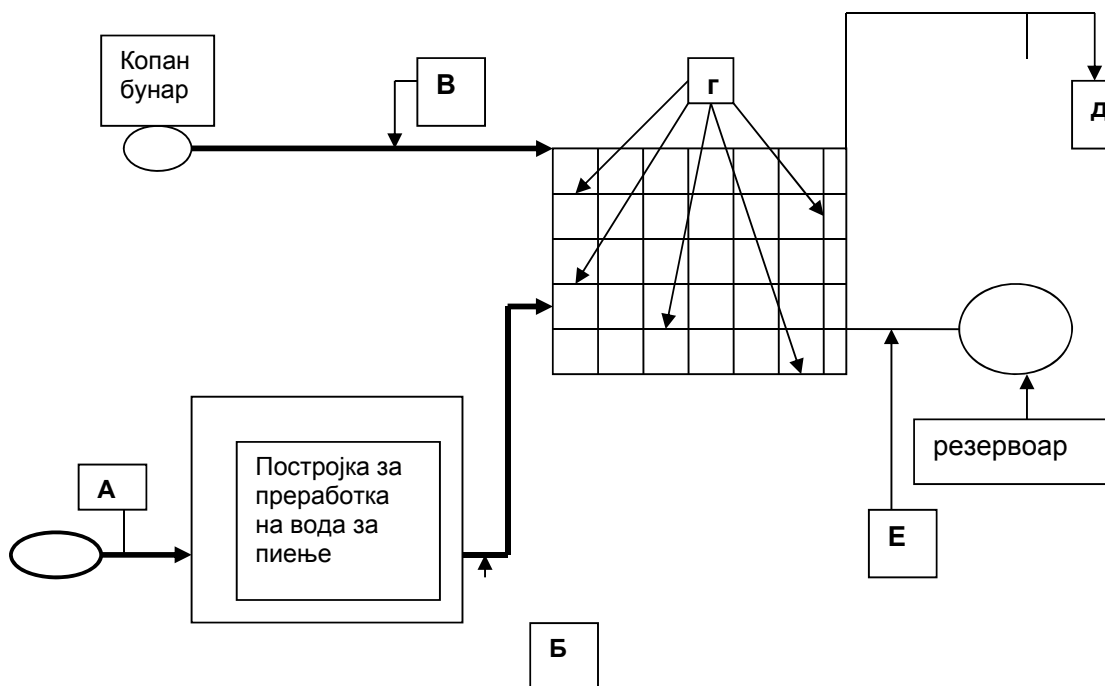 Копан
бунар
В
г
д
резервоар
А
Постројка за
преработка
на вода за
пиење
Е
Б